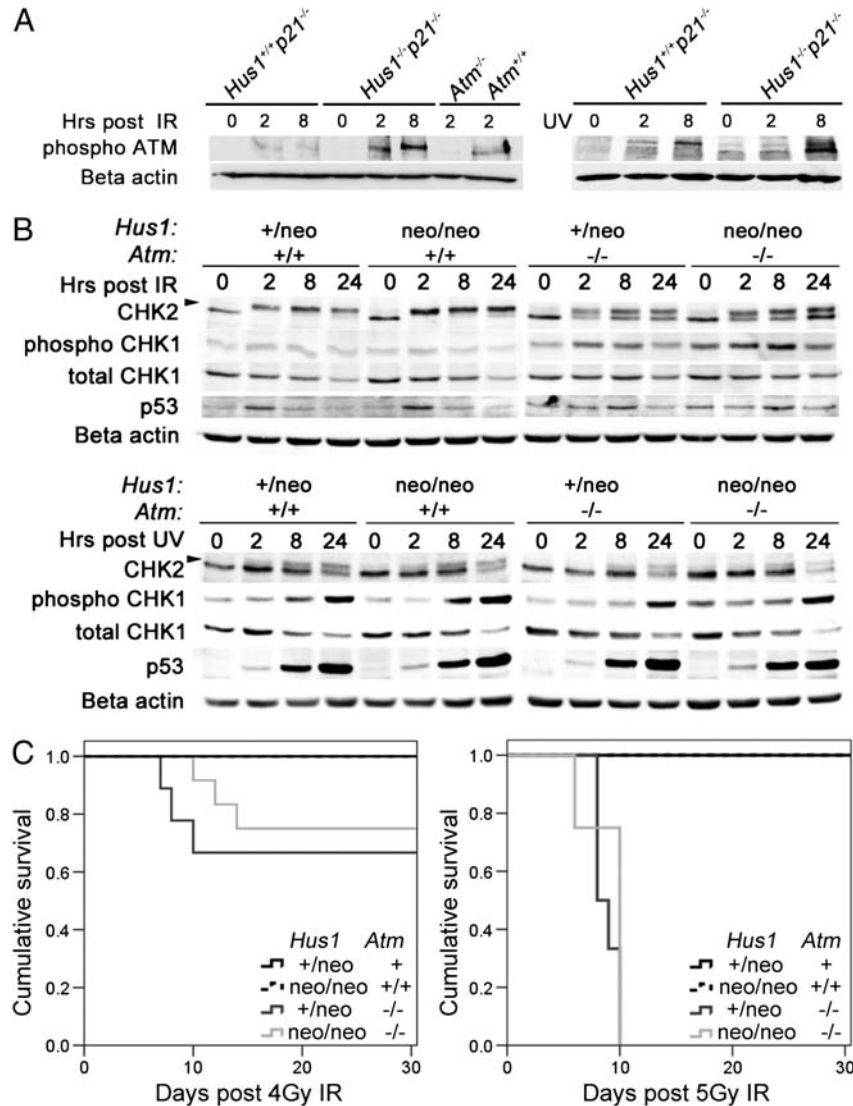 A
Hus1+/+p21-/- Hus1-/-p21-/- Atm-/- Atm+/+ Hus1+/+p21-/- Hus1-/-p21-/-
Hrs post IR 0 2 8 0 2 8 2 2 UV 0 2 8 0 2 8
phospho ATM
Beta actin
B
Hus1: +/neo neo/neo +/neo neo/neo
Atm: +/+ +/+ -/- -/-
Hrs post IR 0 2 8 24 0 2 8 24 0 2 8 24 0 2 8 24
CHK2
phospho CHK1
total CHK1
p53
Beta actin
Hus1: +/neo neo/neo +/neo neo/neo
Atm: +/+ +/+ -/- -/-
Hrs post UV 0 2 8 24 0 2 8 24 0 2 8 24 0 2 8 24
CHK2
phospho CHK1
total CHK1
p53
Beta actin
C
Cumulative survival
1.0
0.8
0.6
0.4
0.2
0.0
Hus1 Atm
+/neo +
neo/neo +/+
+/neo -/-
neo/neo -/-
0 10 20 30
Days post 4Gy IR
Cumulative survival
1.0
0.8
0.6
0.4
0.2
0.0
Hus1 Atm
+/neo +
neo/neo +/+
+/neo -/-
neo/neo -/-
0 10 20 30
Days post 5Gy IR